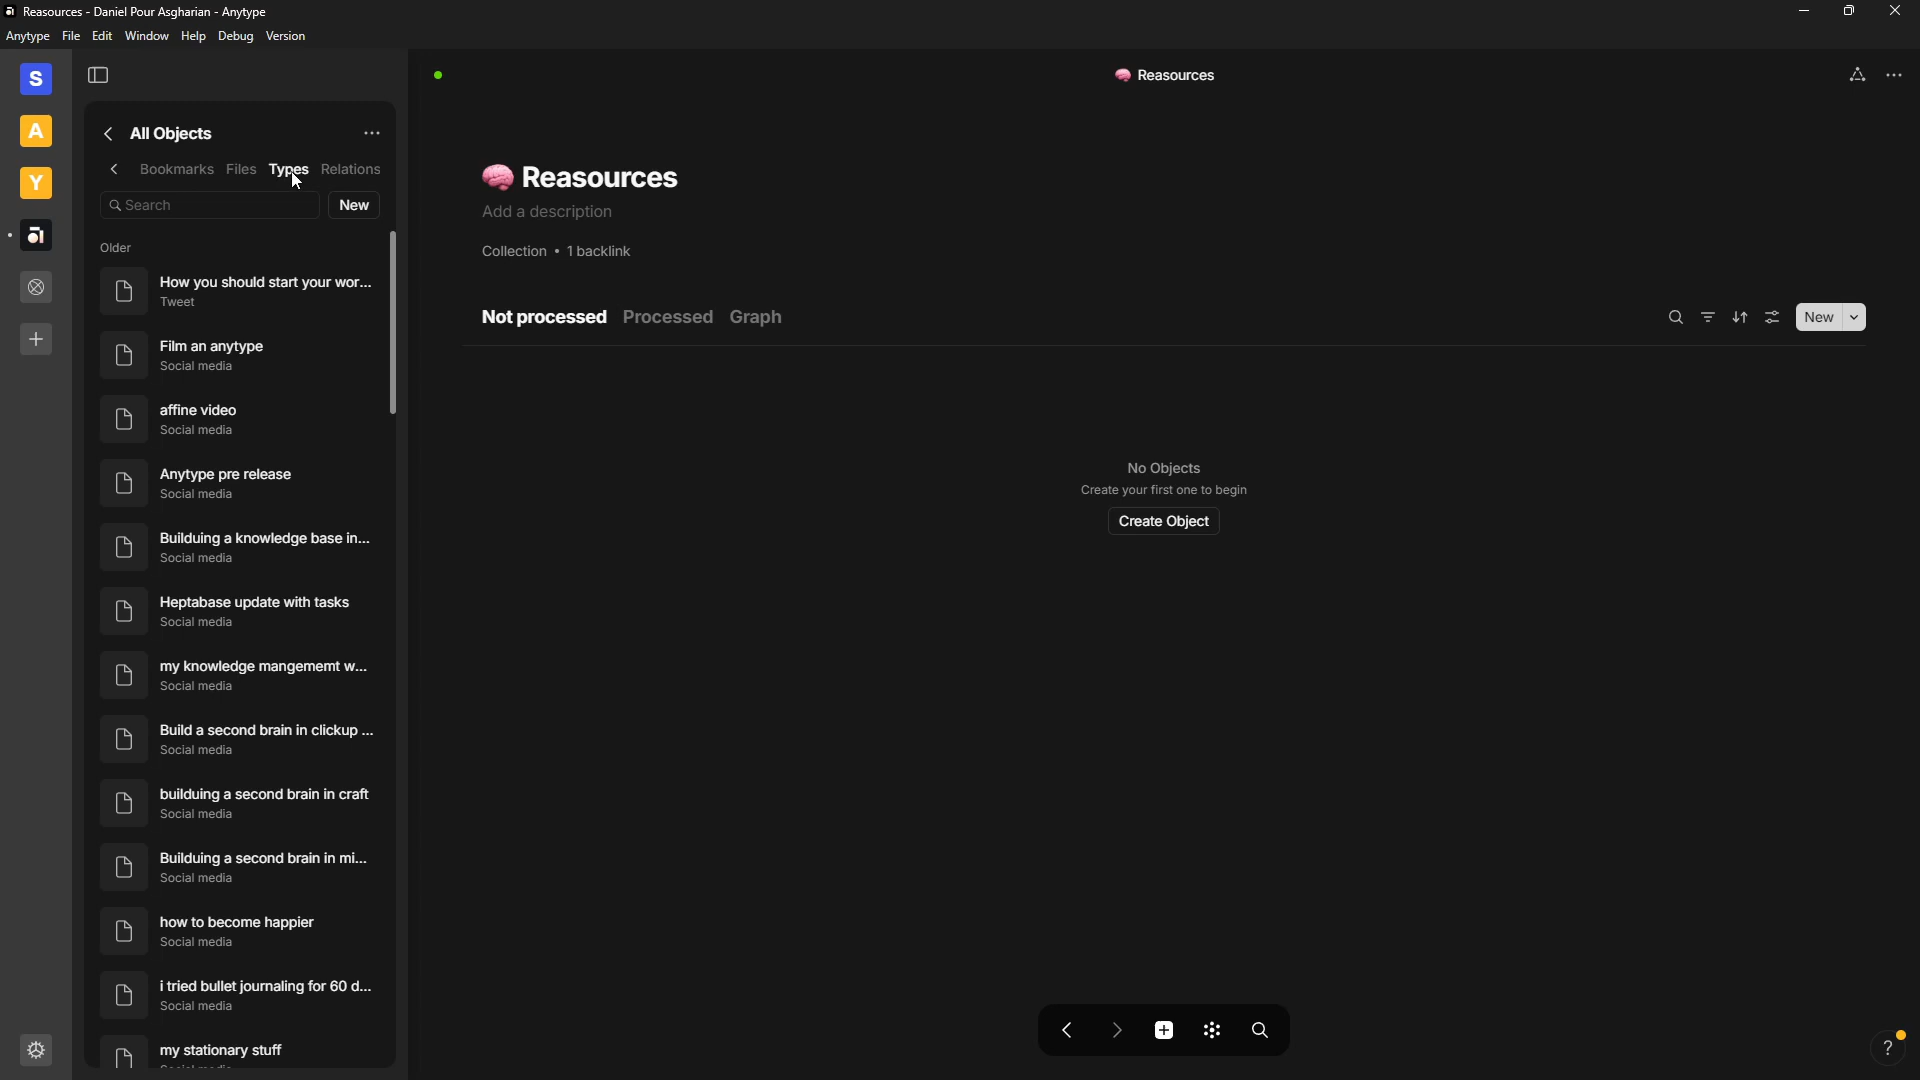 Reasources - Daniel Pour Asgharian - Anytype
Anytype File Edit Window Help Debug Version
S
A
Y
All Objects
Bookmarks Files Types Relations
Search New
Older
How you should start your wor...
Tweet
Film an anytype
Social media
affine video
Social media
Anytype pre release
Social media
Builduing a knowledge base in...
Social media
Heptabase update with tasks
Social media
my knowledge mangememt w...
Social media
Build a second brain in clickup ...
Social media
builduing a second brain in craft
Social media
Builduing a second brain in mi...
Social media
how to become happier
Social media
i tried bullet journaling for 60 d...
Social media
my stationary stuff
Reasources
Reasources
Add a description
Collection • 1 backlink
Not processed Processed Graph
New
No Objects
Create your first one to begin
Create Object
?